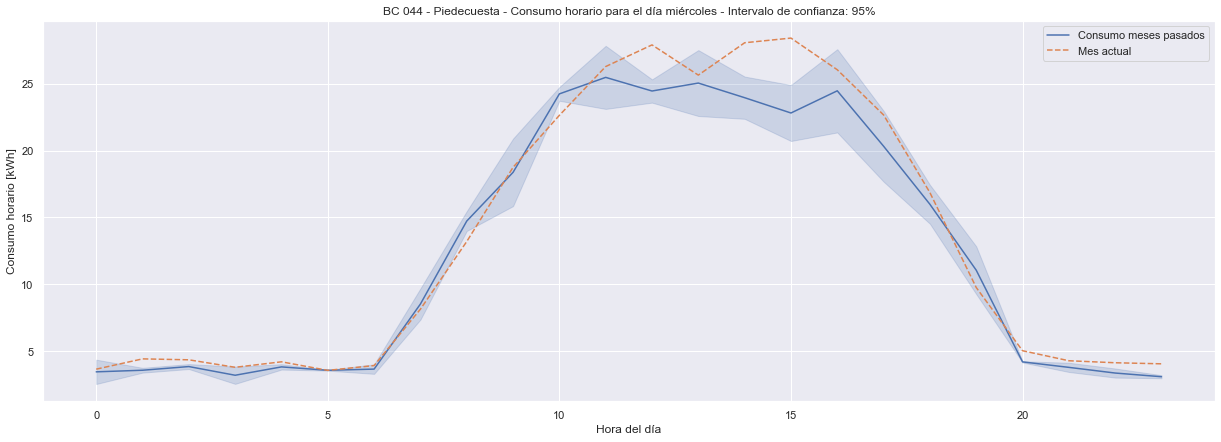 BC 044 - Piedecuesta - Consumo horario para el día miércoles - Intervalo de confianza: 95%
Consumo meses pasados
Mes actual
Consumo horario [kWh]
25
20
15
10
5
0
5
10
15
20
Hora del día